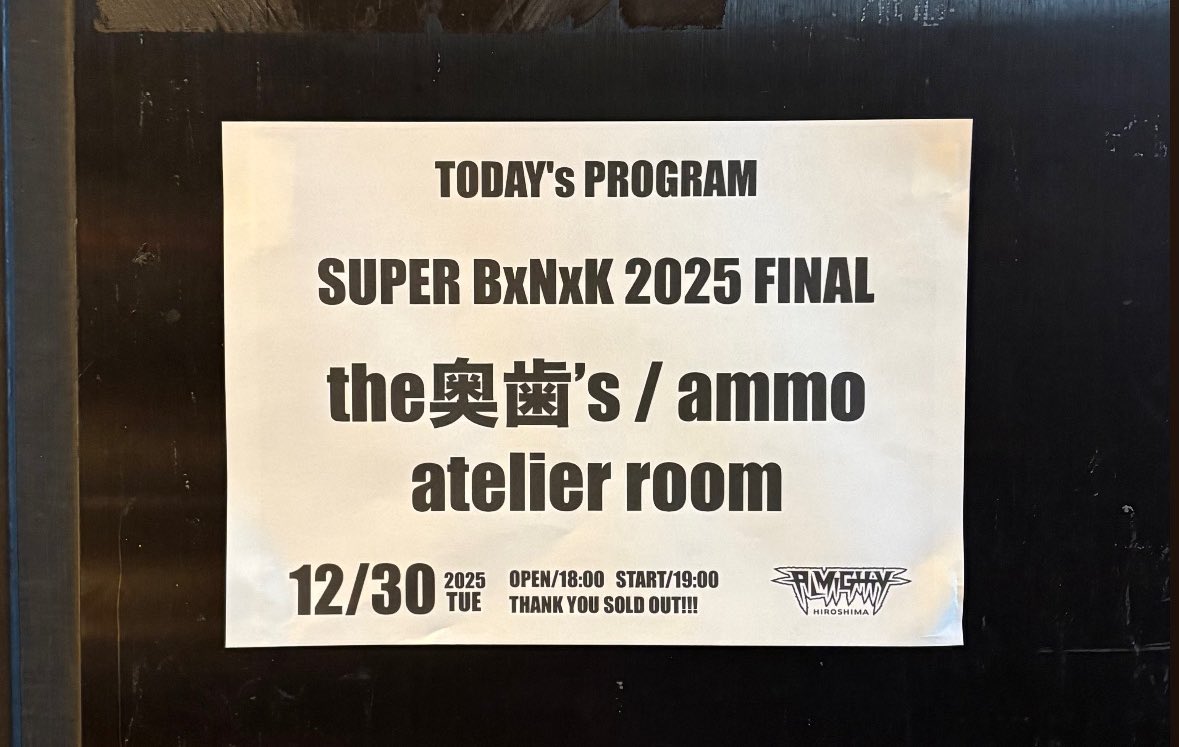 TODAY's PROGRAM
SUPER BxNxK 2025 FINAL
the奥歯's / ammo
atelier room
12/30 2025 TUE
OPEN/18:00 START/19:00
THANK YOU SOLD OUT!!!
ALMIGHTY
HIROSHIMA